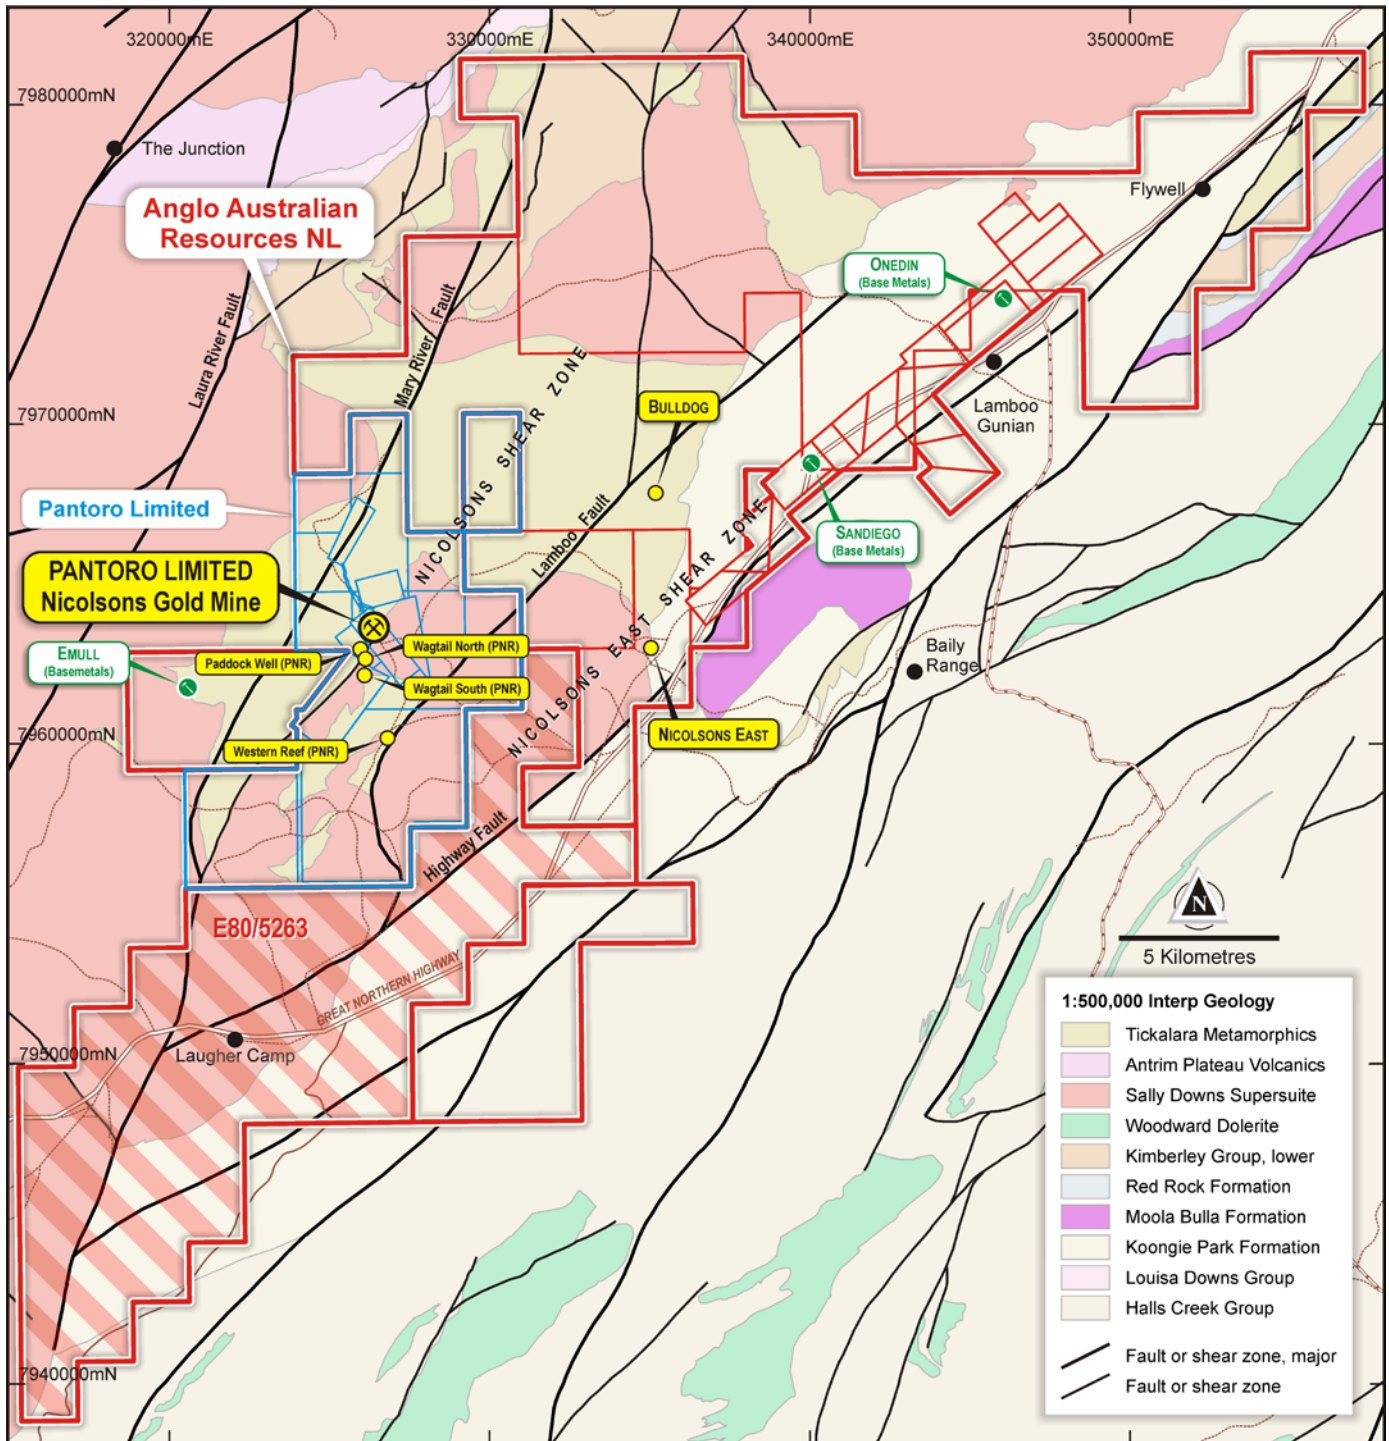 320000mE
330000mE
340000mE
350000mE
7980000mN
The Junction
Flywell
Anglo Australian
Resources NL
ONEDIN
(Base Metals)
Laura River Fault
Mary River Fault
NICOLSONS SHEAR ZONE
Lamboo
Gunian
BULLDOG
7970000mN
Pantoro Limited
Lamboo Fault
SANDIEGO
(Base Metals)
PANTORO LIMITED
Nicolsons Gold Mine
NICOLSONS EAST SHEAR ZONE
EMULL
(Basemetals)
Paddock Well (PNR)
Wagtail North (PNR)
Wagtail South (PNR)
Baily
Range
7960000mN
Western Reef (PNR)
NICOLSONS EAST
Highway Fault
E80/5263
N
5 Kilometres
GREAT NORTHERN HIGHWAY
7950000mN
Laugher Camp
1:500,000 Interp Geology
Tickalara Metamorphics
Antrim Plateau Volcanics
Sally Downs Supersuite
Woodward Dolerite
Kimberley Group, lower
Red Rock Formation
Moola Bulla Formation
Koongie Park Formation
Louisa Downs Group
Halls Creek Group
Fault or shear zone, major
Fault or shear zone
7940000mN